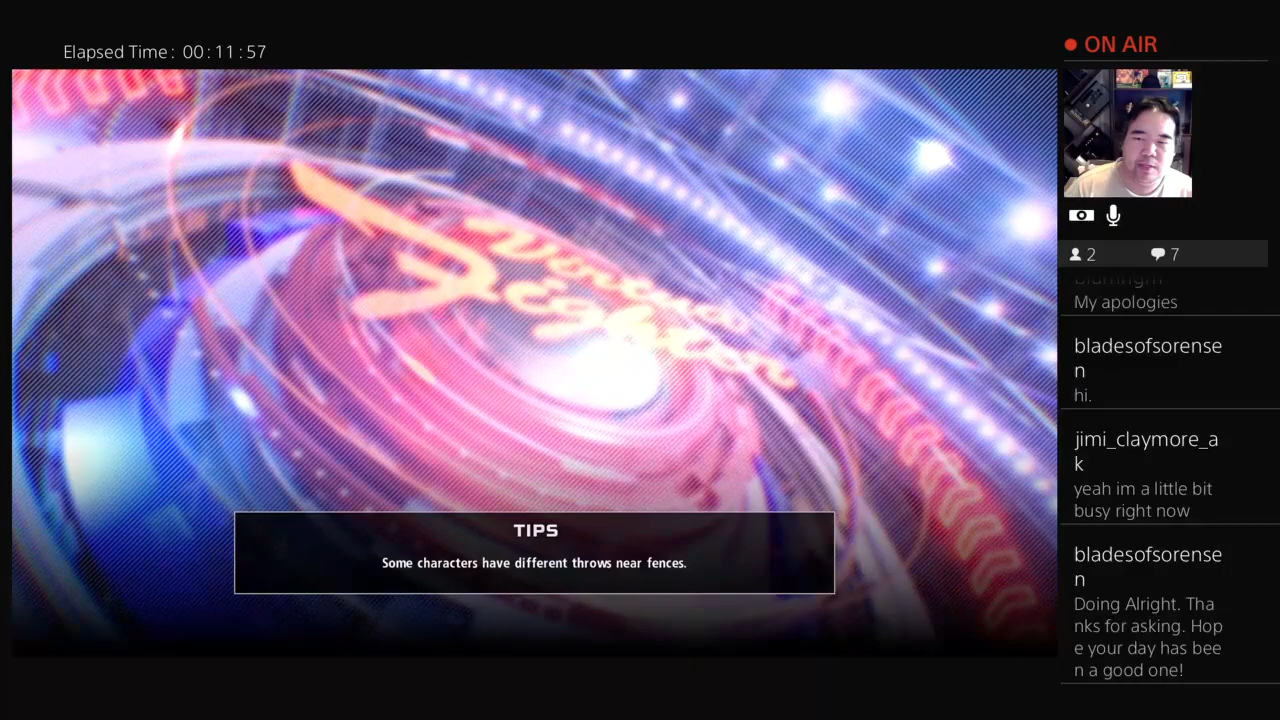 Elapsed Time: 00:11:57
ON AIR
2
7
My apologies
bladesofsorense
n
hi.
jimi_claymore_a
k
yeah im a little bit
busy right now
bladesofsorense
n
Doing Alright. Tha
nks for asking. Hop
e your day has bee
n a good one!
TIPS
Some characters have different throws near fences.